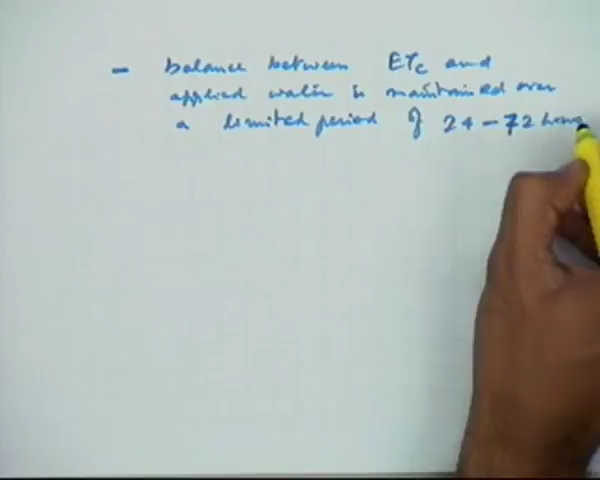 - balance between ETc and
applied water is maintained over
a limited period of 24-72 hours